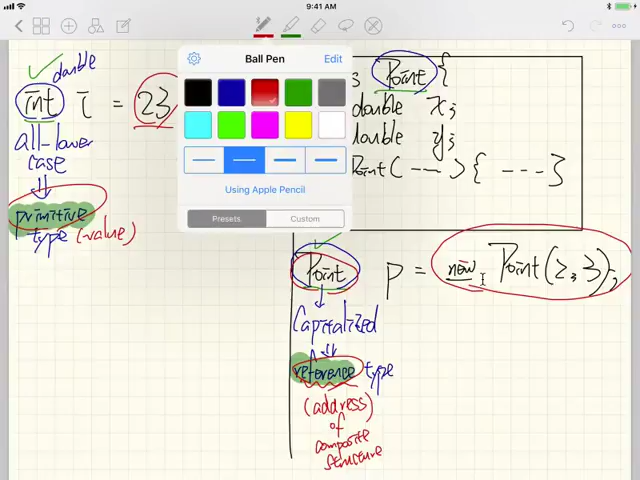 9:41 AM
Ball Pen
Edit
Using Apple Pencil
Presets
Custom
double
int i = 23
all-lower
case
primitive
type (value)
s Point {
double x;
double y;
Point( --- ) { --- }
Point p = new Point(2, 3);
Capitalized
reference type
(address)
of
composite
structure